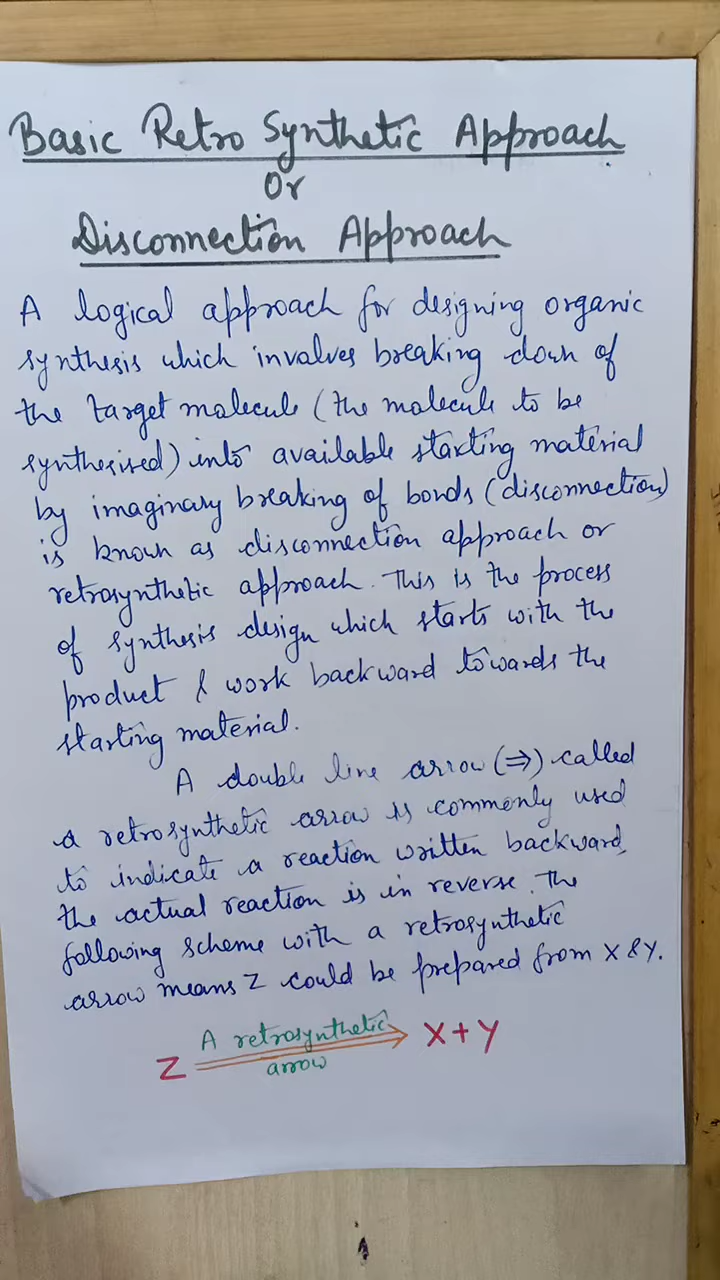 Basic Retro Synthetic Approach
Or
Disconnection Approach
A logical approach for designing organic
synthesis which involves breaking down of
the target molecule (the molecule to be
synthesised) into available starting material
by imaginary breaking of bonds (disconnection)
is known as disconnection approach or
retrosynthetic approach. This is the process
of synthesis design which starts with the
product & work backward towards the
starting material.
A double line arrow (⇒) called
a retrosynthetic arrow is commonly used
to indicate a reaction written backward,
the actual reaction is in reverse. The
following scheme with a retrosynthetic
arrow means Z could be prepared from X & Y.
A retrosynthetic
Z ⇒ X + Y
arrow